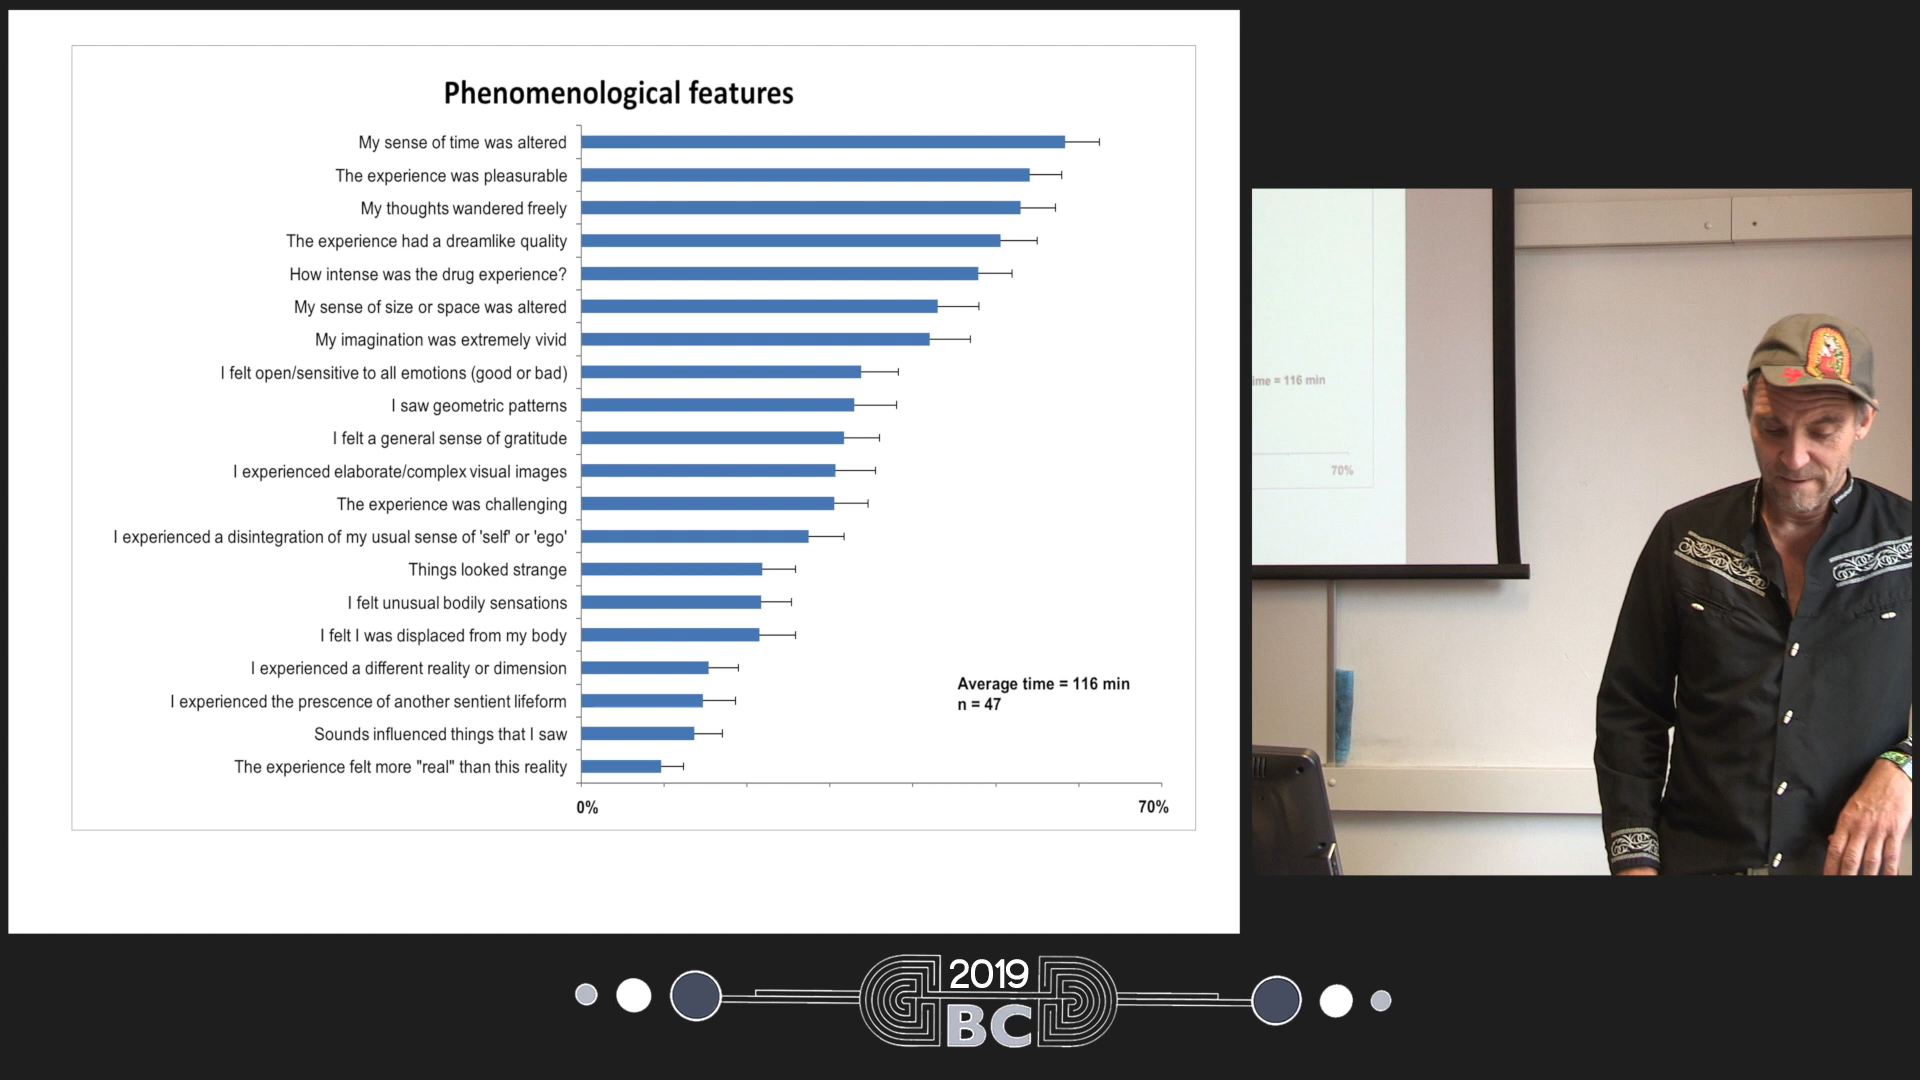 Phenomenological features
My sense of time was altered
The experience was pleasurable
My thoughts wandered freely
The experience had a dreamlike quality
How intense was the drug experience?
My sense of size or space was altered
My imagination was extremely vivid
I felt open/sensitive to all emotions (good or bad)
I saw geometric patterns
I felt a general sense of gratitude
I experienced elaborate/complex visual images
The experience was challenging
I experienced a disintegration of my usual sense of 'self' or 'ego'
Things looked strange
I felt unusual bodily sensations
I felt I was displaced from my body
I experienced a different reality or dimension
I experienced the prescence of another sentient lifeform
Sounds influenced things that I saw
The experience felt more "real" than this reality
Average time = 116 min
n = 47
0%
70%
ime = 116 min
70%
2019
BC